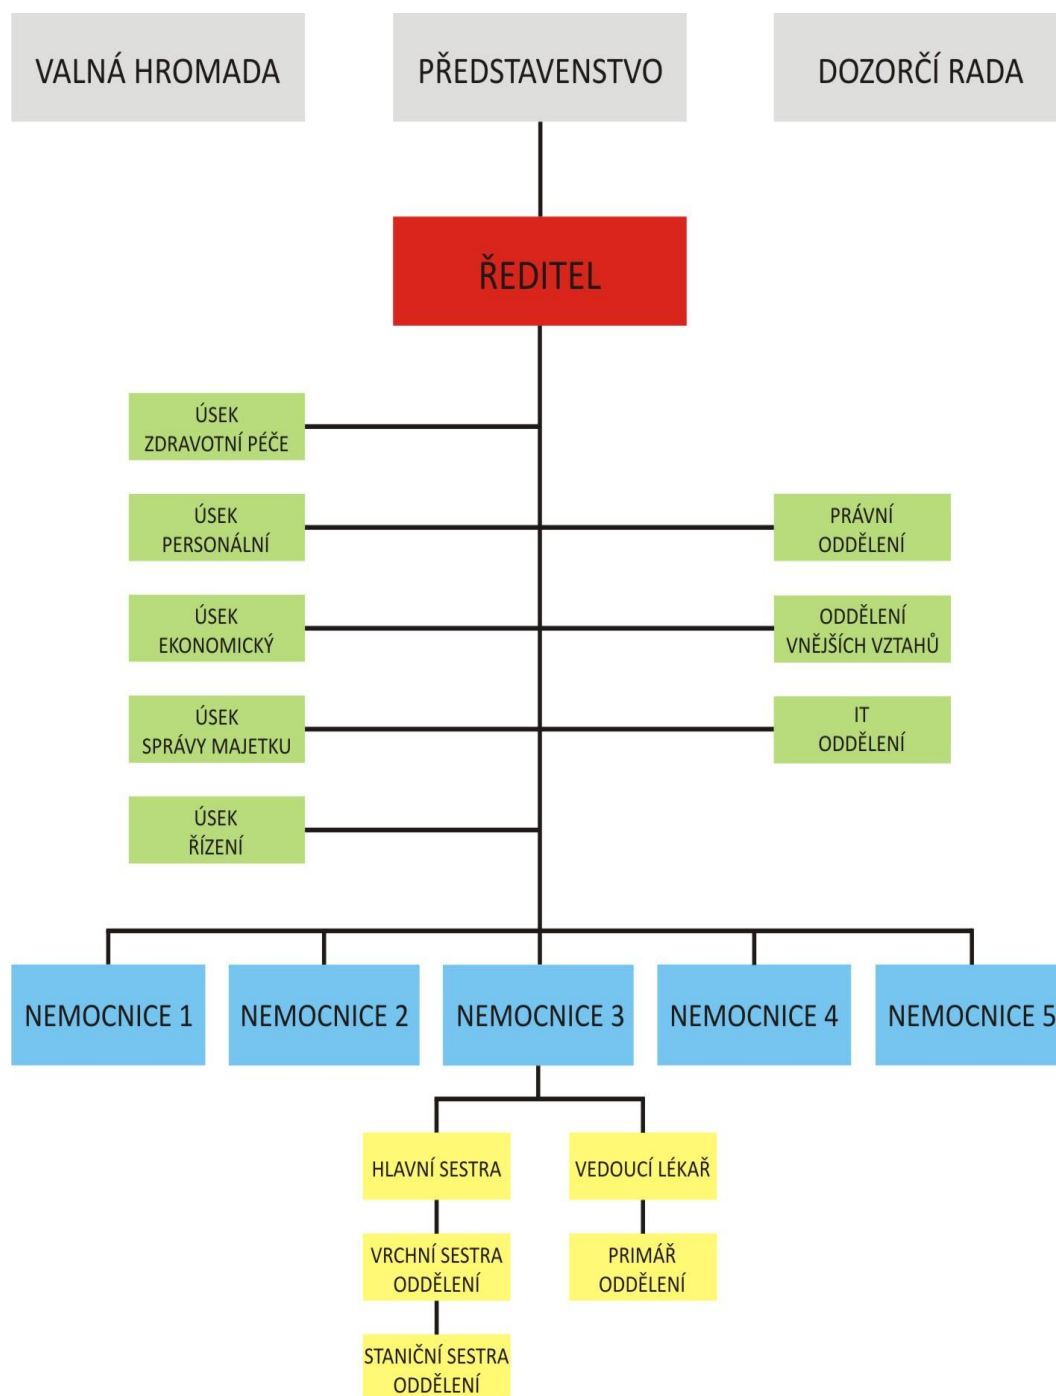 VALNÁ HROMADA
PŘEDSTAVENSTVO
DOZORČÍ RADA
ŘEDITEL
ÚSEK
ZDRAVOTNÍ PÉČE
ÚSEK
PERSONÁLNÍ
PRÁVNÍ
ODDĚLENÍ
ÚSEK
EKONOMICKÝ
ODDĚLENÍ
VNĚJŠÍCH VZTAHŮ
ÚSEK
SPRÁVY MAJETKU
IT
ODDĚLENÍ
ÚSEK
ŘÍZENÍ
NEMOCNICE 1
NEMOCNICE 2
NEMOCNICE 3
NEMOCNICE 4
NEMOCNICE 5
HLAVNÍ SESTRA
VEDOUCÍ LÉKAŘ
VRCHNÍ SESTRA
ODDĚLENÍ
PRIMÁŘ
ODDĚLENÍ
STANIČNÍ SESTRA
ODDĚLENÍ